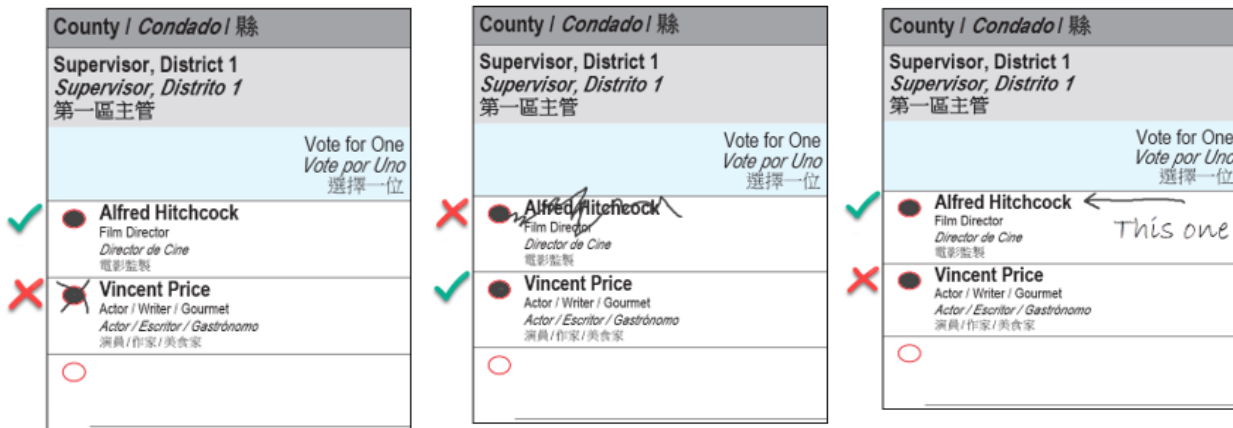 County / Condado / 縣
Supervisor, District 1
Supervisor, Distrito 1
第一區主管
Vote for One
Vote por Uno
選擇一位
Alfred Hitchcock
Film Director
Director de Cine
電影監製
Vincent Price
Actor / Writer / Gourmet
Actor / Escritor / Gastrónomo
演員/作家/美食家
County / Condado / 縣
Supervisor, District 1
Supervisor, Distrito 1
第一區主管
Vote for One
Vote por Uno
選擇一位
Alfred Hitchcock
Film Director
Director de Cine
電影監製
Vincent Price
Actor / Writer / Gourmet
Actor / Escritor / Gastrónomo
演員/作家/美食家
County / Condado / 縣
Supervisor, District 1
Supervisor, Distrito 1
第一區主管
Vote for One
Vote por Uno
選擇一位
Alfred Hitchcock
This one
Film Director
Director de Cine
電影監製
Vincent Price
Actor / Writer / Gourmet
Actor / Escritor / Gastrónomo
演員/作家/美食家